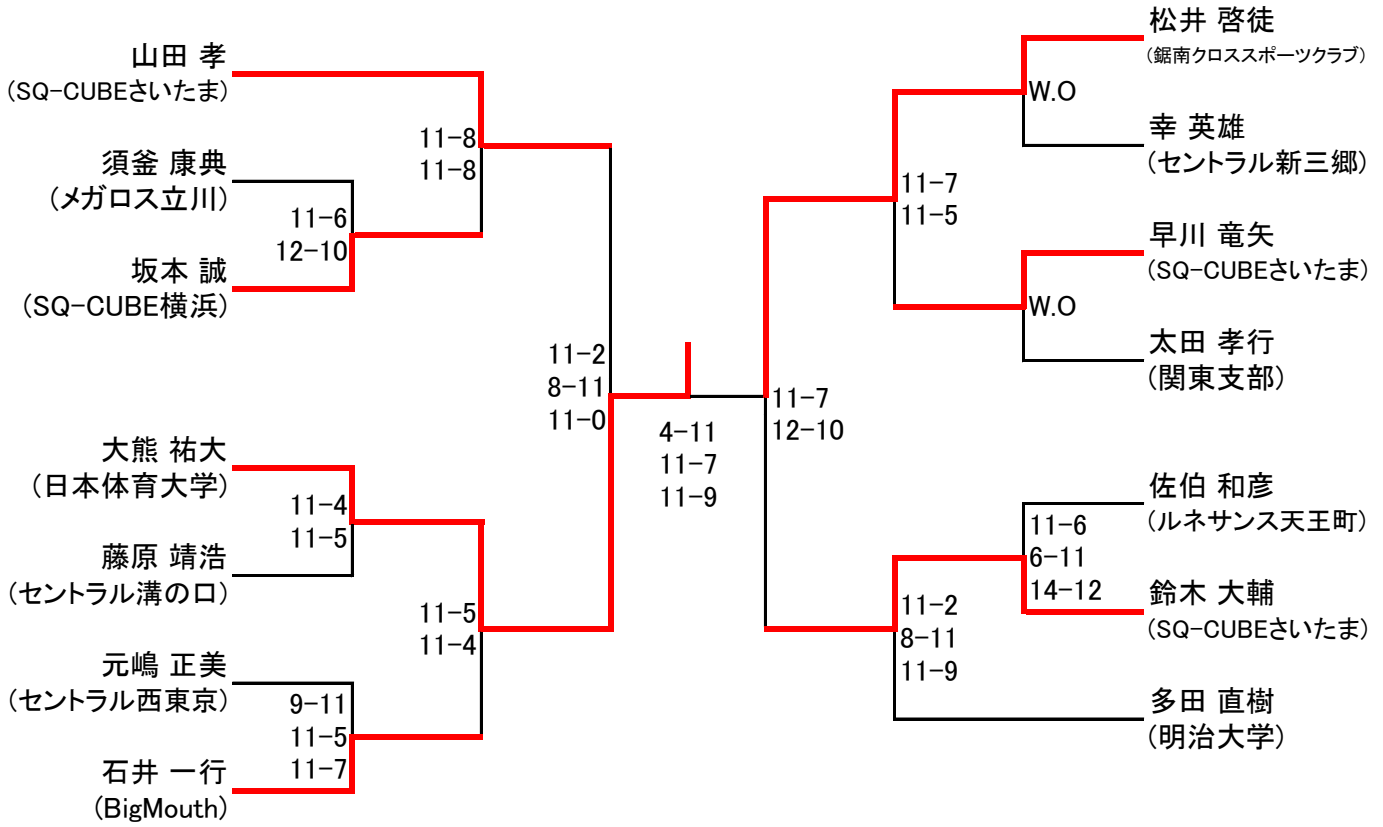 山田 孝
(SQ-CUBEさいたま)
11-8
11-8
須釜 康典
(メガロス立川)
11-6
12-10
坂本 誠
(SQ-CUBE横浜)
11-2
8-11
11-0
大熊 祐大
(日本体育大学)
11-4
11-5
藤原 靖浩
(セントラル溝の口)
11-5
11-4
元嶋 正美
(セントラル西東京)
9-11
11-5
11-7
石井 一行
(BigMouth)
4-11
11-7
11-9
松井 啓徒
(鋸南クロススポーツクラブ)
W.O
幸 英雄
(セントラル新三郷)
11-7
11-5
早川 竜矢
(SQ-CUBEさいたま)
W.O
太田 孝行
(関東支部)
11-7
12-10
佐伯 和彦
(ルネサンス天王町)
11-6
6-11
14-12
鈴木 大輔
(SQ-CUBEさいたま)
11-2
8-11
11-9
多田 直樹
(明治大学)